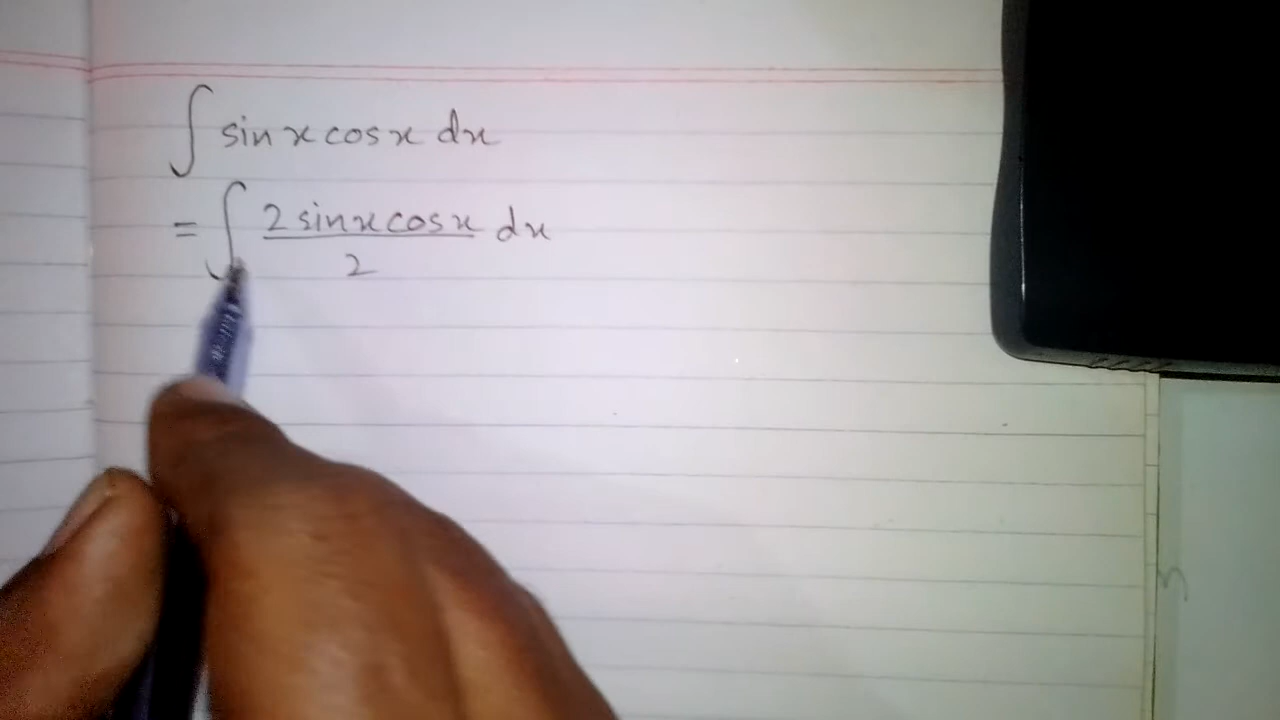 ∫ sin x cos x dx
= ∫ 2 sin x cos x / 2 dx